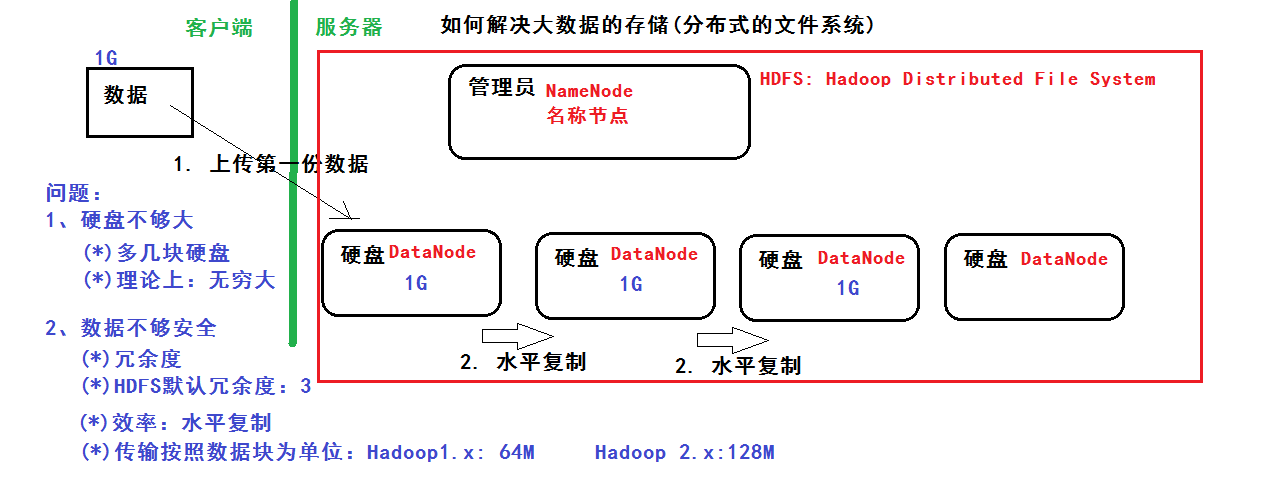 客户端
服务器
如何解决大数据的存储(分布式的文件系统)
1G
数据
管理员 NameNode
名称节点
HDFS: Hadoop Distributed File System
1. 上传第一份数据
问题：
1、硬盘不够大
(*)多几块硬盘
(*)理论上：无穷大
2、数据不够安全
(*)冗余度
(*)HDFS默认冗余度：3
(*)效率：水平复制
(*)传输按照数据块为单位：Hadoop1.x: 64M Hadoop 2.x:128M
硬盘 DataNode
1G
硬盘 DataNode
1G
硬盘 DataNode
1G
硬盘 DataNode
2. 水平复制
2. 水平复制